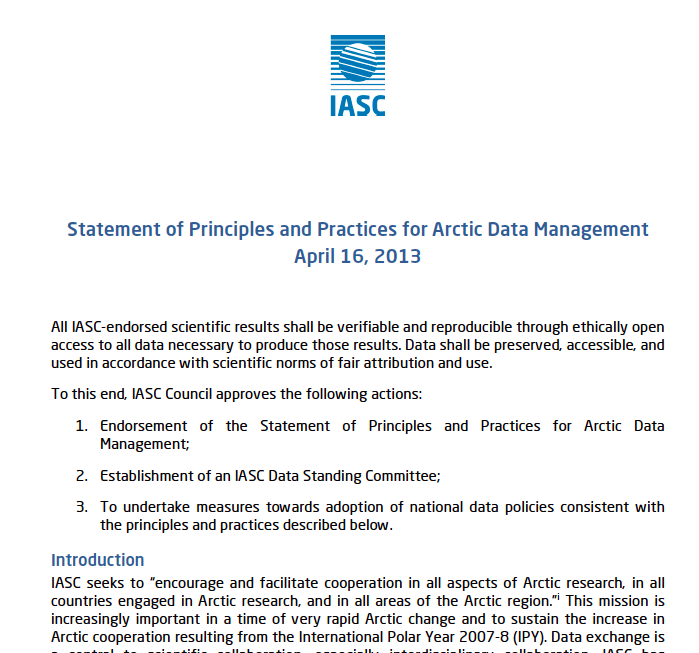 IASC
Statement of Principles and Practices for Arctic Data Management
April 16, 2013
All IASC-endorsed scientific results shall be verifiable and reproducible through ethically open
access to all data necessary to produce those results. Data shall be preserved, accessible, and
used in accordance with scientific norms of fair attribution and use.
To this end, IASC Council approves the following actions:
1. Endorsement of the Statement of Principles and Practices for Arctic Data
Management;
2. Establishment of an IASC Data Standing Committee;
3. To undertake measures towards adoption of national data policies consistent with
the principles and practices described below.
Introduction
IASC seeks to "encourage and facilitate cooperation in all aspects of Arctic research, in all
countries engaged in Arctic research, and in all areas of the Arctic region."ⁱ This mission is
increasingly important in a time of very rapid Arctic change and to sustain the increase in
Arctic cooperation resulting from the International Polar Year 2007-8 (IPY). Data exchange is